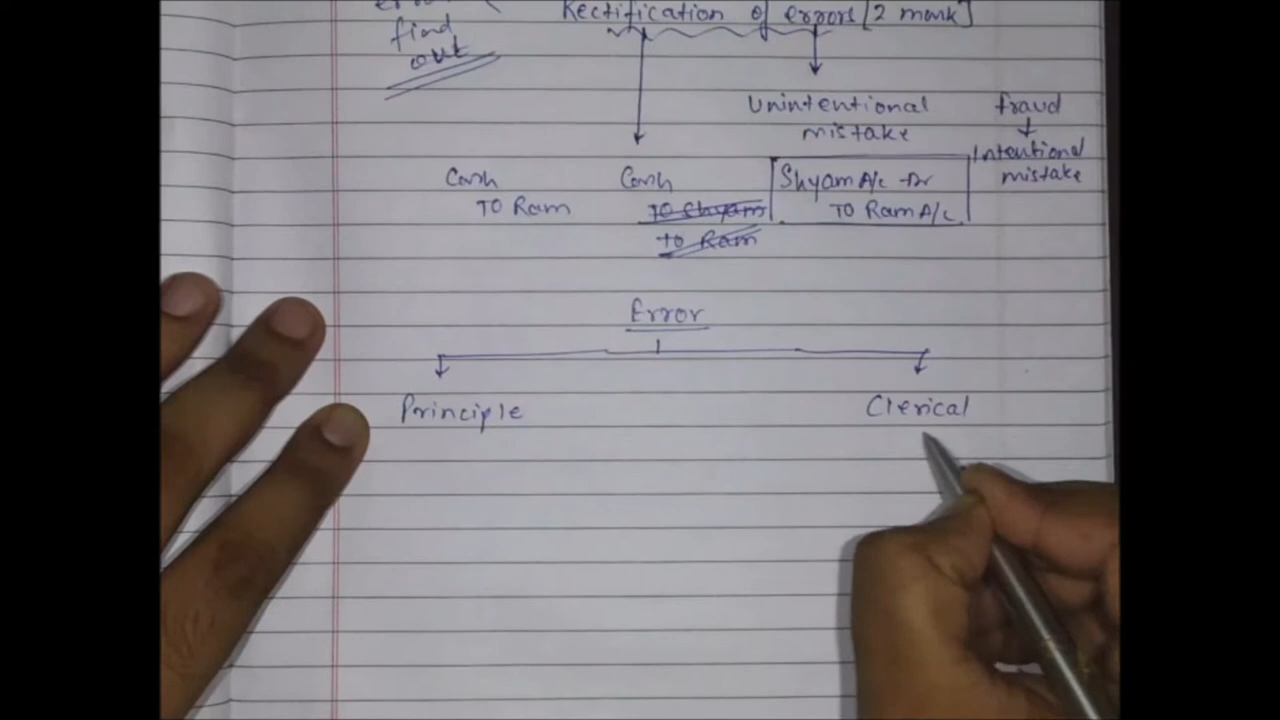 Rectification of errors [2 mark]
find
out
Unintentional
mistake
fraud
Intentional
mistake
Cash
TO Ram
Cash
TO Shyam
to Ram
Shyam A/c Dr
TO Ram A/c
Error
Principle
Clerical